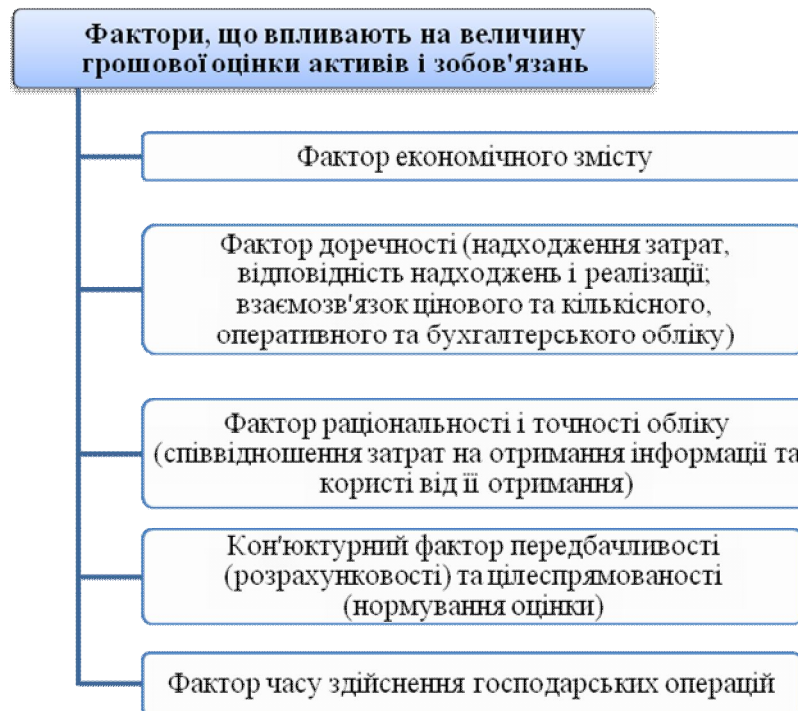 Фактори, що впливають на величину
грошової оцінки активів і зобов'язань
Фактор економічного змісту
Фактор доречності (надходження затрат,
відповідність надходжень і реалізації;
взаємозв'язок цінового та кількісного,
оперативного та бухгалтерського обліку)
Фактор раціональності і точності обліку
(співвідношення затрат на отримання інформації та
користі від її отримання)
Кон'юктурний фактор передбачливості
(розрахунковості) та цілеспрямованості
(нормування оцінки)
Фактор часу здійснення господарських операцій